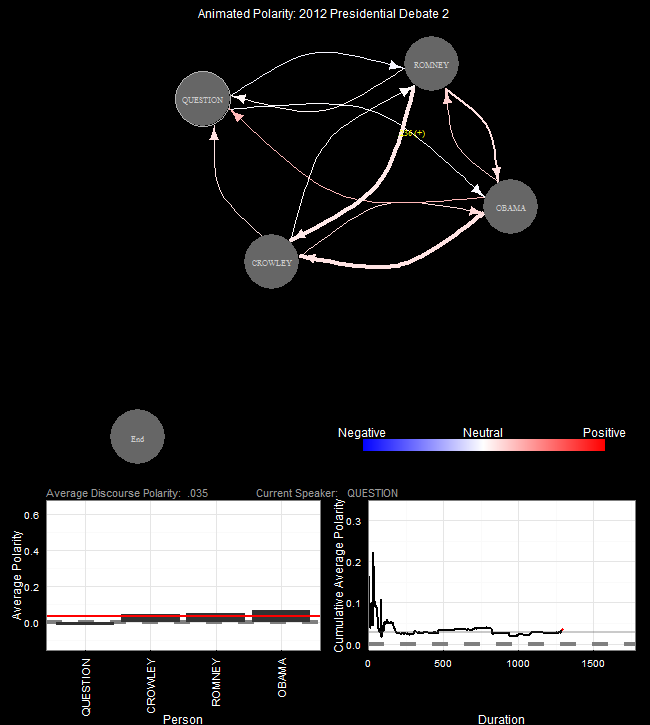 Animated Polarity: 2012 Presidential Debate 2
ROMNEY
QUESTION
OBAMA
CROWLEY
End
Negative Neutral Positive
Average Discourse Polarity: .035 Current Speaker: QUESTION
Average Polarity
0.6
0.4
0.2
0.0
QUESTION
CROWLEY
ROMNEY
OBAMA
Person
Cumulative Average Polarity
0.3
0.2
0.1
0.0
0 500 1000 1500
Duration